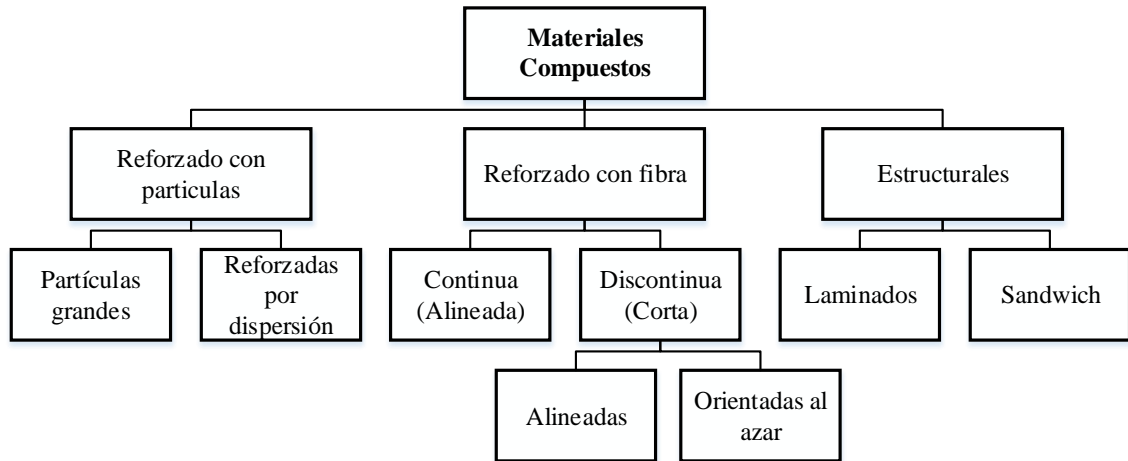 Materiales
Compuestos
Reforzado con
particulas
Reforzado con fibra
Estructurales
Partículas
grandes
Reforzadas
por
dispersión
Continua
(Alineada)
Discontinua
(Corta)
Laminados
Sandwich
Alineadas
Orientadas al
azar